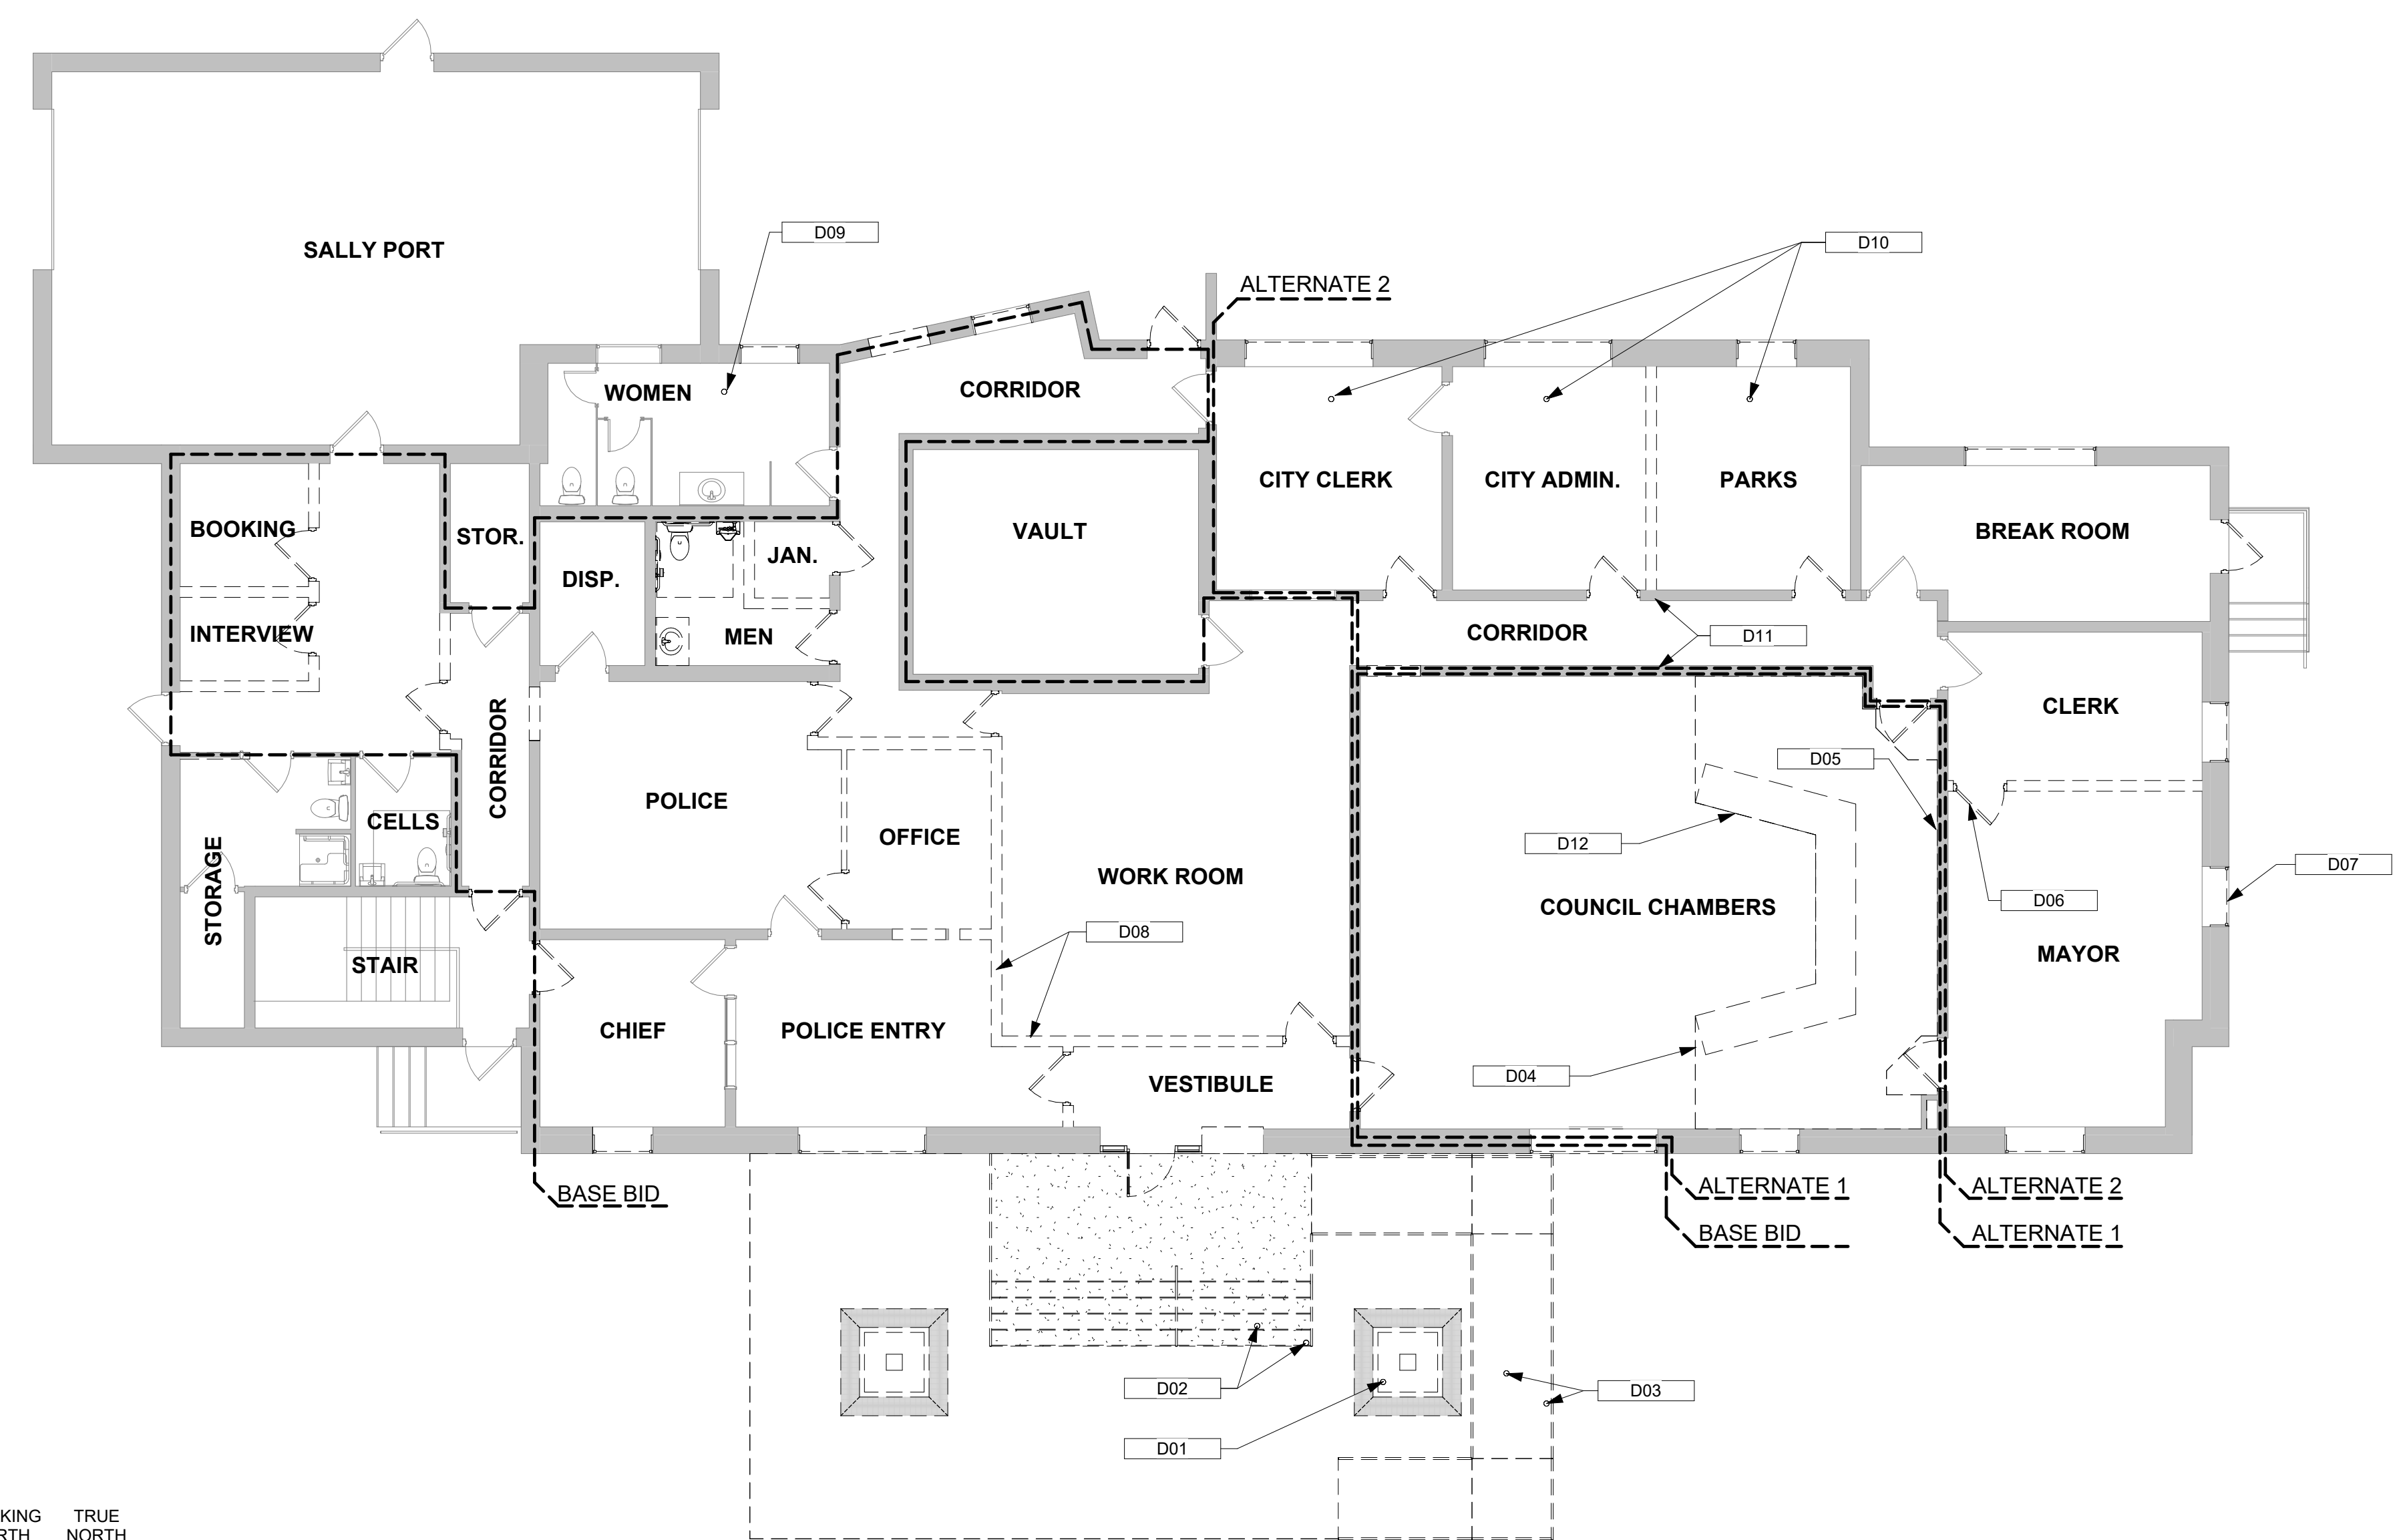 SALLY PORT
D09
D10
ALTERNATE 2
WOMEN
CORRIDOR
CITY CLERK
CITY ADMIN.
PARKS
BREAK ROOM
BOOKING
STOR.
VAULT
JAN.
DISP.
INTERVIEW
MEN
CORRIDOR
D11
CORRIDOR
CLERK
D05
POLICE
CELLS
OFFICE
D12
D07
STORAGE
WORK ROOM
D06
COUNCIL CHAMBERS
D08
MAYOR
STAIR
CHIEF
POLICE ENTRY
VESTIBULE
D04
BASE BID
ALTERNATE 1
ALTERNATE 2
BASE BID
ALTERNATE 1
D02
D03
D01
KING
TRUE
RTH
NORTH